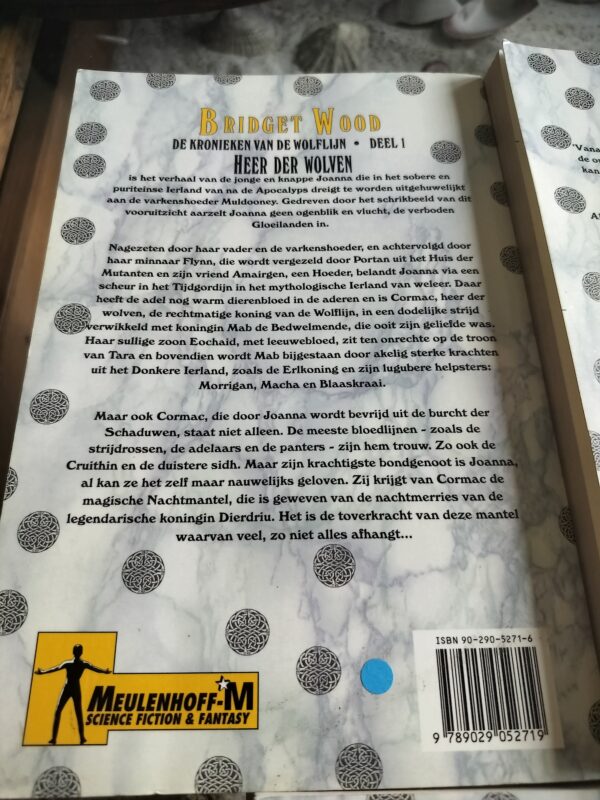 BRIDGET WOOD
DE KRONIEKEN VAN DE WOLFLIJN • DEEL 1
HEER DER WOLVEN
is het verhaal van de jonge en knappe Joanna die in het sobere en
puriteinse Ierland van na de Apocalyps dreigt te worden uitgehuwelijkt
aan de varkenshoeder Muldooney. Gedreven door het schrikbeeld van dit
vooruitzicht aarzelt Joanna geen ogenblik en vlucht, de verboden
Gloeilanden in.
Nagezeten door haar vader en de varkenshoeder, en achtervolgd door
haar minnaar Flynn, die wordt vergezeld door Portan uit het Huis der
Mutanten en zijn vriend Amairgen, een Hoeder, belandt Joanna via een
scheur in het Tijdgordijn in het mythologische Ierland van weleer. Daar
heeft de adel nog warm dierenbloed in de aderen en is Cormac, heer der
wolven, de rechtmatige koning van de Wolflijn, in een dodelijke strijd
verwikkeld met koningin Mab de Bedwelmende, die ooit zijn geliefde was.
Haar sullige zoon Eochaid, met leeuwebloed, zit ten onrechte op de troon
van Tara en bovendien wordt Mab bijgestaan door akelig sterke krachten
uit het Donkere Ierland, zoals de Erlkoning en zijn lugubere helpsters:
Morrigan, Macha en Blaaskraai.
Maar ook Cormac, die door Joanna wordt bevrijd uit de burcht der
Schaduwen, staat niet alleen. De meeste bloedlijnen - zoals de
strijdrossen, de adelaars en de panters - zijn hem trouw. Zo ook de
Cruithin en de duistere sidh. Maar zijn krachtigste bondgenoot is Joanna,
al kan ze het zelf maar nauwelijks geloven. Zij krijgt van Cormac de
magische Nachtmantel, die is geweven van de nachtmerries van de
legendarische koningin Dierdriu. Het is de toverkracht van deze mantel
waarvan veel, zo niet alles afhangt...
MEULENHOFF-M
SCIENCE FICTION & FANTASY
ISBN 90-290-5271-6
9 789029 052719
'Vana
de o
kan